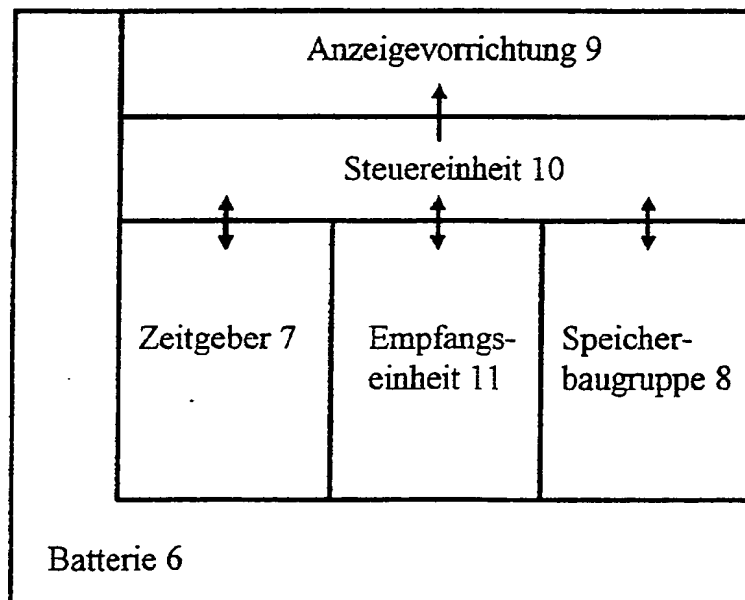 Anzeigevorrichtung 9
Steuereinheit 10
Zeitgeber 7
Empfangs-
einheit 11
Speicher-
baugruppe 8
Batterie 6